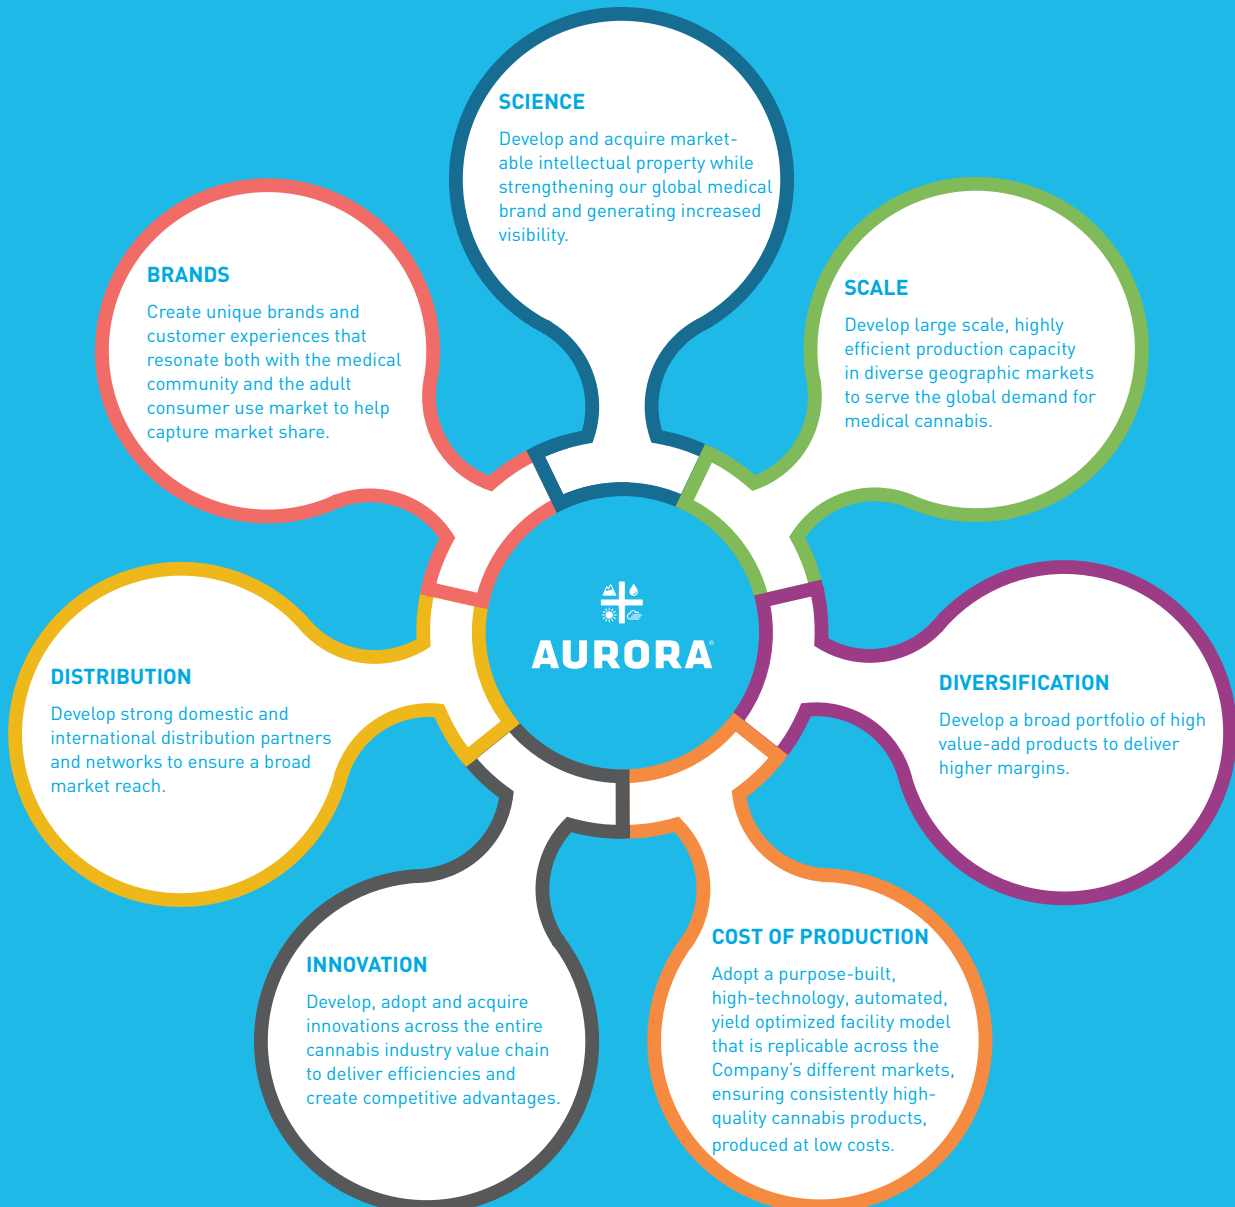 SCIENCE
Develop and acquire market-
able intellectual property while
strengthening our global medical
brand and generating increased
visibility.
BRANDS
Create unique brands and
customer experiences that
resonate both with the medical
community and the adult
consumer use market to help
capture market share.
SCALE
Develop large scale, highly
efficient production capacity
in diverse geographic markets
to serve the global demand for
medical cannabis.
AURORA®
DISTRIBUTION
Develop strong domestic and
international distribution partners
and networks to ensure a broad
market reach.
DIVERSIFICATION
Develop a broad portfolio of high
value-add products to deliver
higher margins.
INNOVATION
Develop, adopt and acquire
innovations across the entire
cannabis industry value chain
to deliver efficiencies and
create competitive advantages.
COST OF PRODUCTION
Adopt a purpose-built,
high-technology, automated,
yield optimized facility model
that is replicable across the
Company’s different markets,
ensuring consistently high-
quality cannabis products,
produced at low costs.